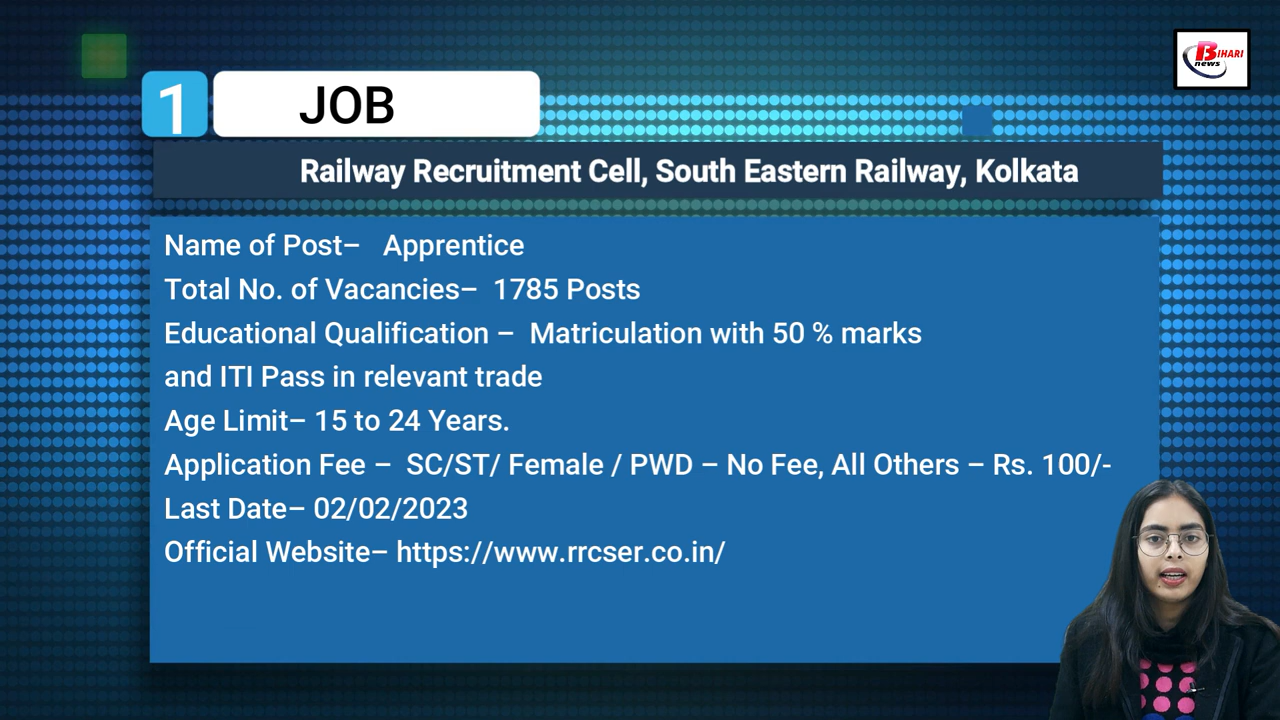 BIHARI
news
1 JOB
Railway Recruitment Cell, South Eastern Railway, Kolkata
Name of Post– Apprentice
Total No. of Vacancies– 1785 Posts
Educational Qualification – Matriculation with 50 % marks
and ITI Pass in relevant trade
Age Limit– 15 to 24 Years.
Application Fee – SC/ST/ Female / PWD – No Fee, All Others – Rs. 100/-
Last Date– 02/02/2023
Official Website– https://www.rrcser.co.in/